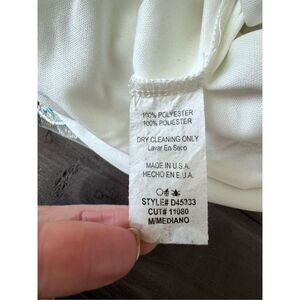 100% POLYESTER
100% POLIESTER
DRY CLEANING ONLY
Lavar En Seco
MADE IN U.S.A.
HECHO EN E.U.A.
STYLE# D45333
CUT# 11080
M/MEDIANO